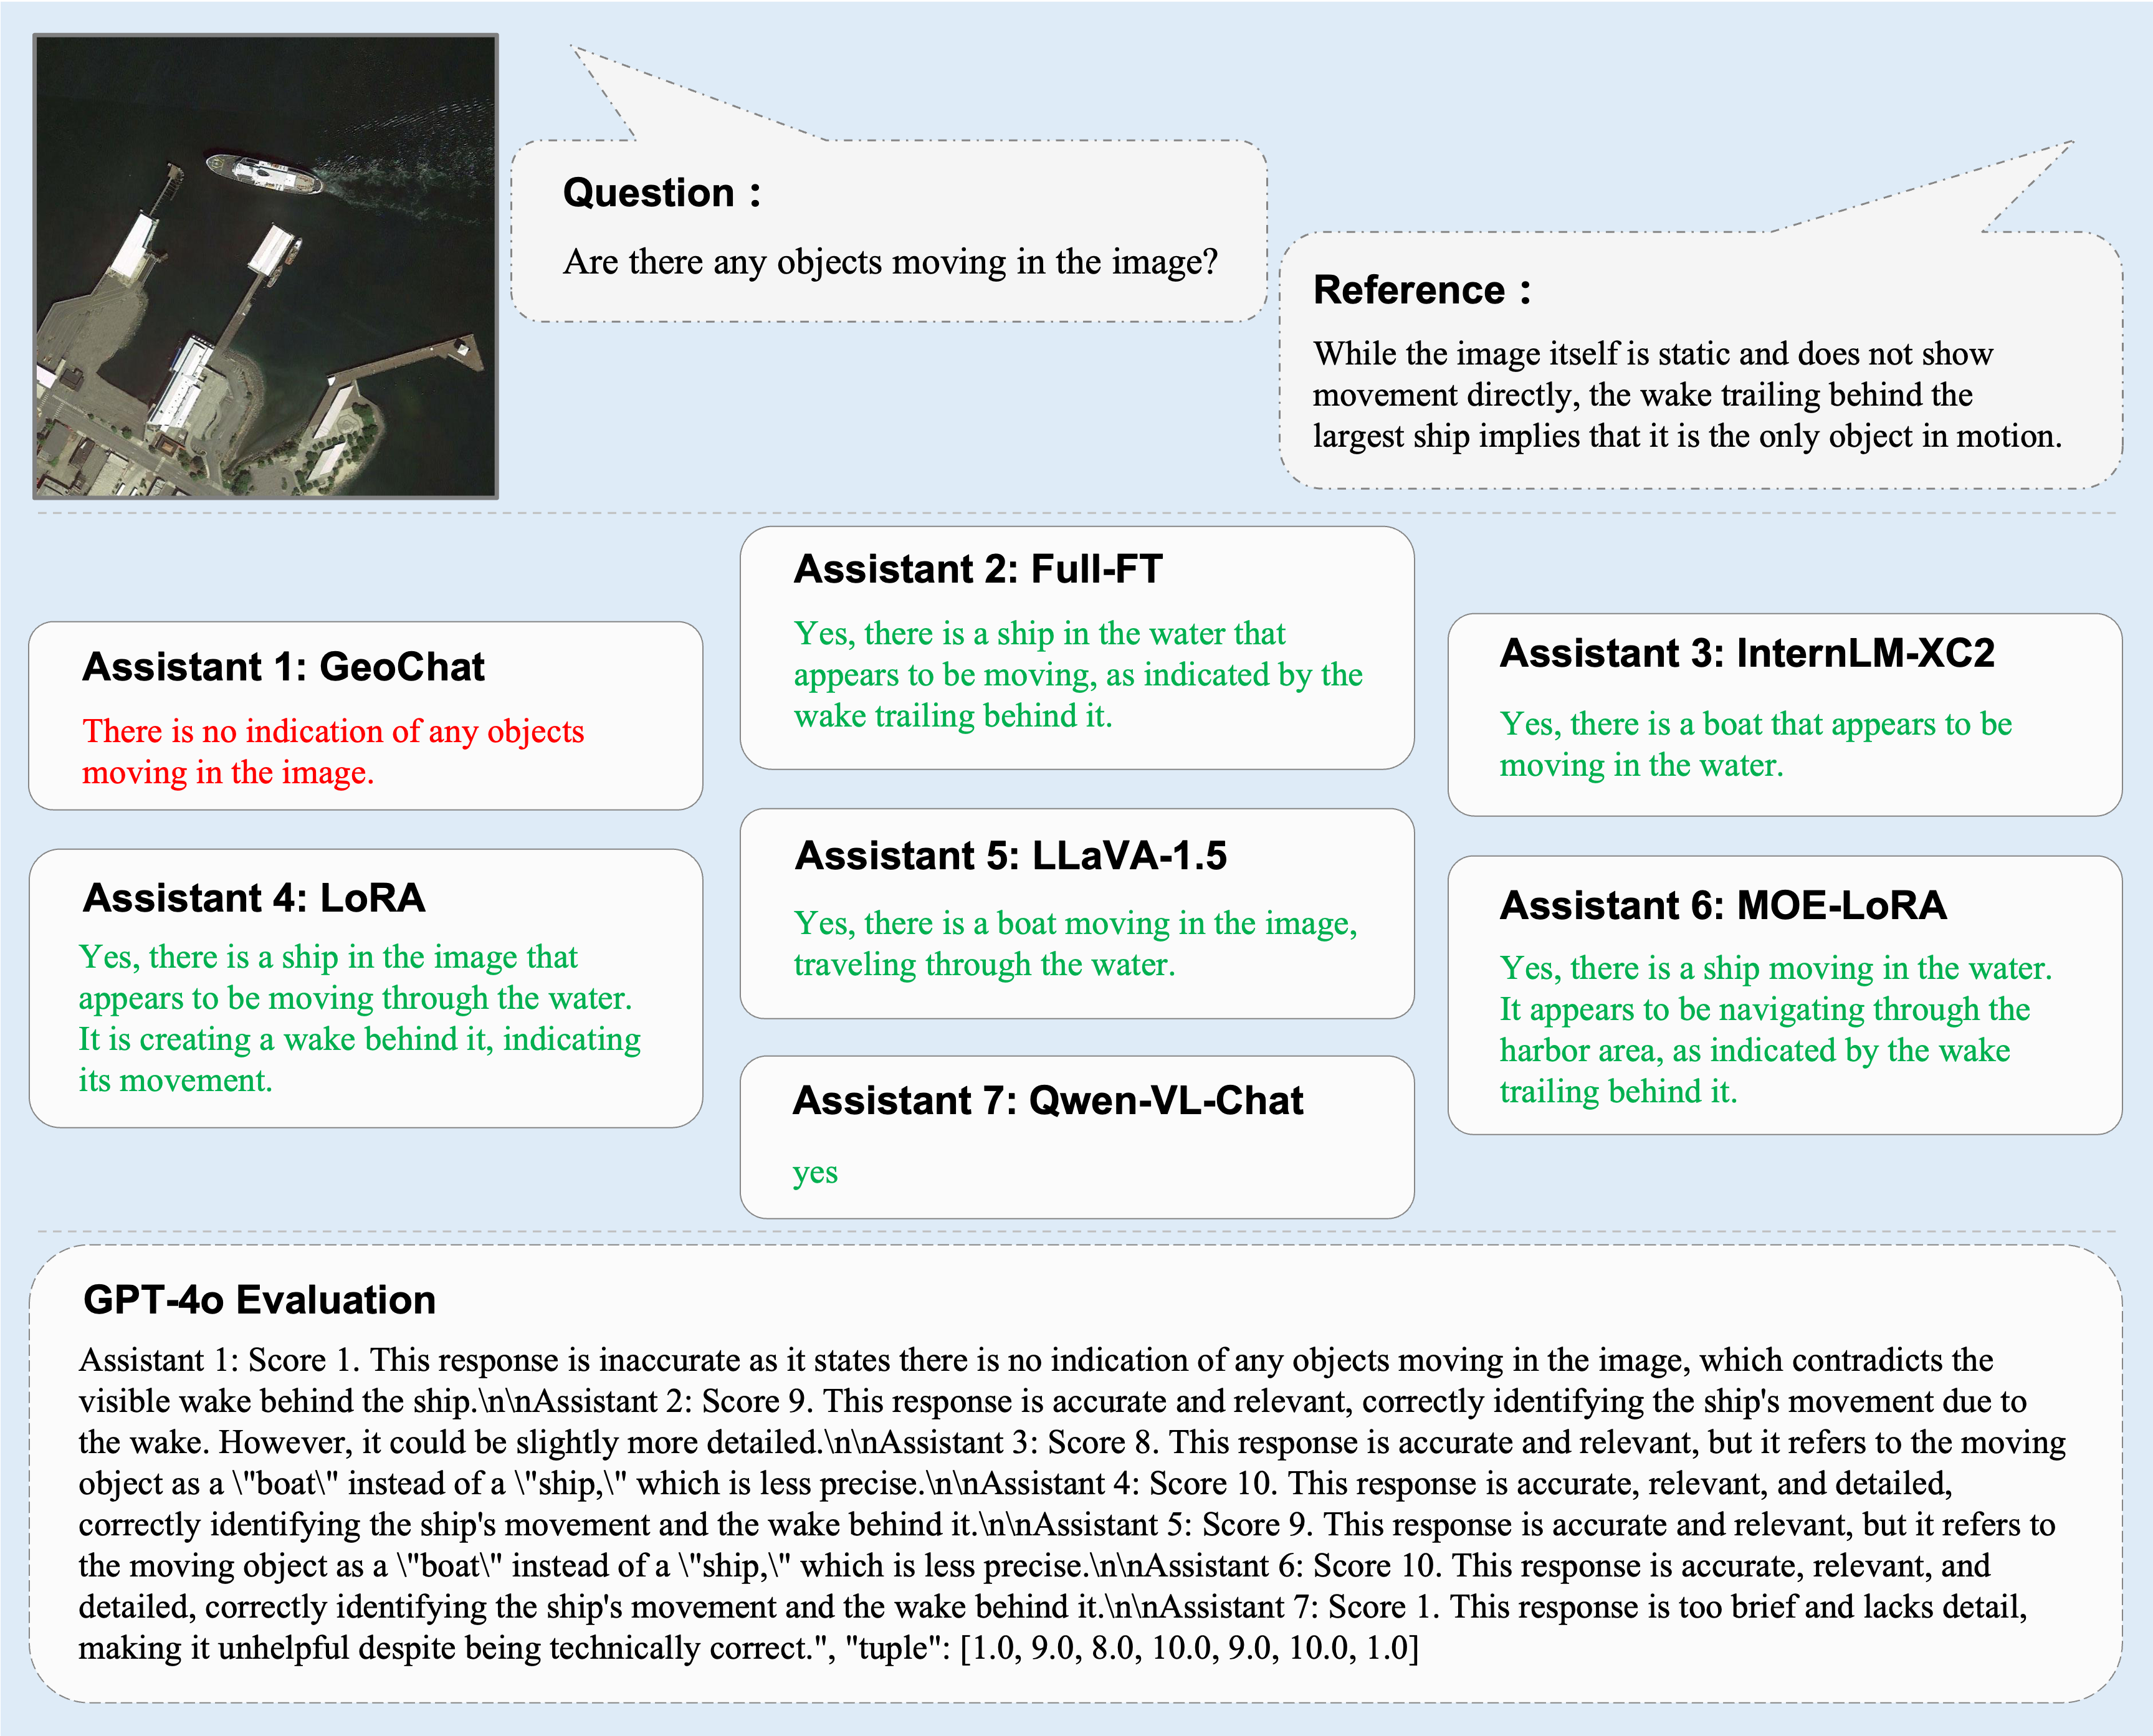 Question :
Are there any objects moving in the image?
Reference :
While the image itself is static and does not show
movement directly, the wake trailing behind the
largest ship implies that it is the only object in motion.
Assistant 1: GeoChat
There is no indication of any objects
moving in the image.
Assistant 2: Full-FT
Yes, there is a ship in the water that
appears to be moving, as indicated by the
wake trailing behind it.
Assistant 3: InternLM-XC2
Yes, there is a boat that appears to be
moving in the water.
Assistant 4: LoRA
Yes, there is a ship in the image that
appears to be moving through the water.
It is creating a wake behind it, indicating
its movement.
Assistant 5: LLaVA-1.5
Yes, there is a boat moving in the image,
traveling through the water.
Assistant 6: MOE-LoRA
Yes, there is a ship moving in the water.
It appears to be navigating through the
harbor area, as indicated by the wake
trailing behind it.
Assistant 7: Qwen-VL-Chat
yes
GPT-4o Evaluation
Assistant 1: Score 1. This response is inaccurate as it states there is no indication of any objects moving in the image, which contradicts the
visible wake behind the ship.\n\nAssistant 2: Score 9. This response is accurate and relevant, correctly identifying the ship's movement due to
the wake. However, it could be slightly more detailed.\n\nAssistant 3: Score 8. This response is accurate and relevant, but it refers to the moving
object as a \"boat\" instead of a \"ship,\" which is less precise.\n\nAssistant 4: Score 10. This response is accurate, relevant, and detailed,
correctly identifying the ship's movement and the wake behind it.\n\nAssistant 5: Score 9. This response is accurate and relevant, but it refers to
the moving object as a \"boat\" instead of a \"ship,\" which is less precise.\n\nAssistant 6: Score 10. This response is accurate, relevant, and
detailed, correctly identifying the ship's movement and the wake behind it.\n\nAssistant 7: Score 1. This response is too brief and lacks detail,
making it unhelpful despite being technically correct.", "tuple": [1.0, 9.0, 8.0, 10.0, 9.0, 10.0, 1.0]